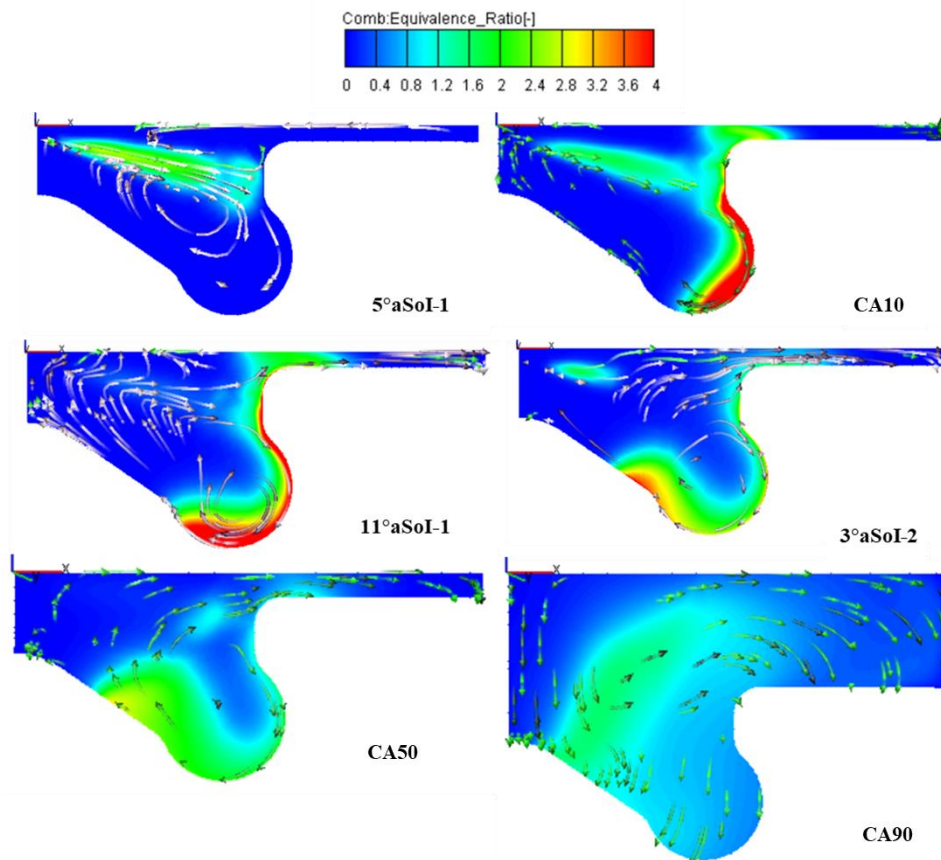 Comb:Equivalence_Ratio[-]
0 0.4 0.8 1.2 1.6 2 2.4 2.8 3.2 3.6 4
X
5°aSoI-1
X
CA10
X
11°aSoI-1
X
3°aSoI-2
X
CA50
X
CA90